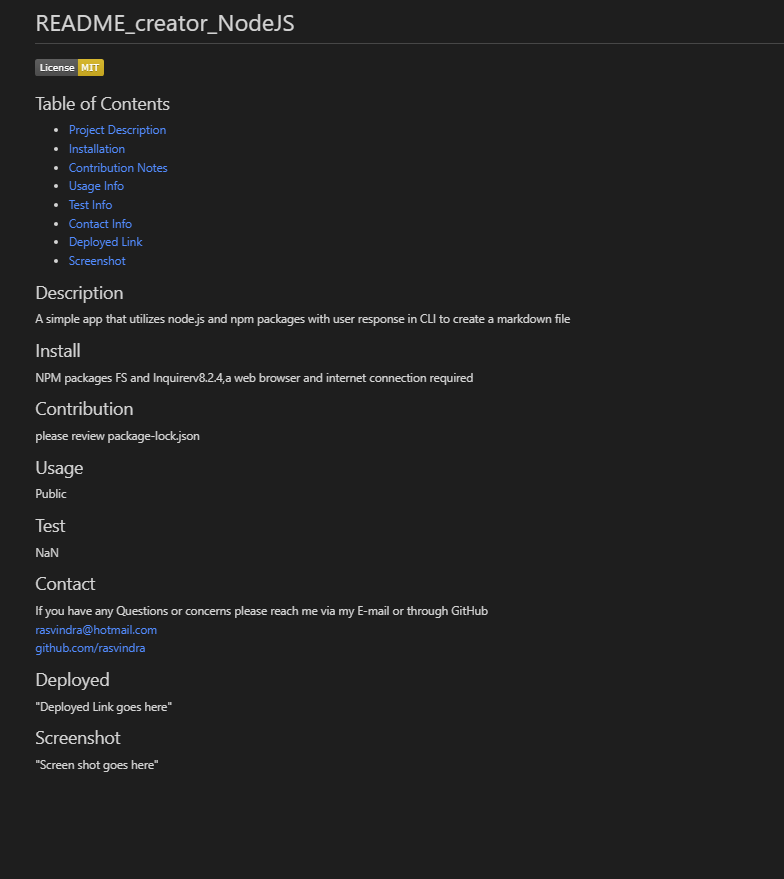 README_creator_NodeJS
License MIT
Table of Contents
Project Description
Installation
Contribution Notes
Usage Info
Test Info
Contact Info
Deployed Link
Screenshot
Description
A simple app that utilizes node.js and npm packages with user response in CLI to create a markdown file
Install
NPM packages FS and Inquirerv8.2.4,a web browser and internet connection required
Contribution
please review package-lock.json
Usage
Public
Test
NaN
Contact
If you have any Questions or concerns please reach me via my E-mail or through GitHub
rasvindra@hotmail.com
github.com/rasvindra
Deployed
"Deployed Link goes here"
Screenshot
"Screen shot goes here"